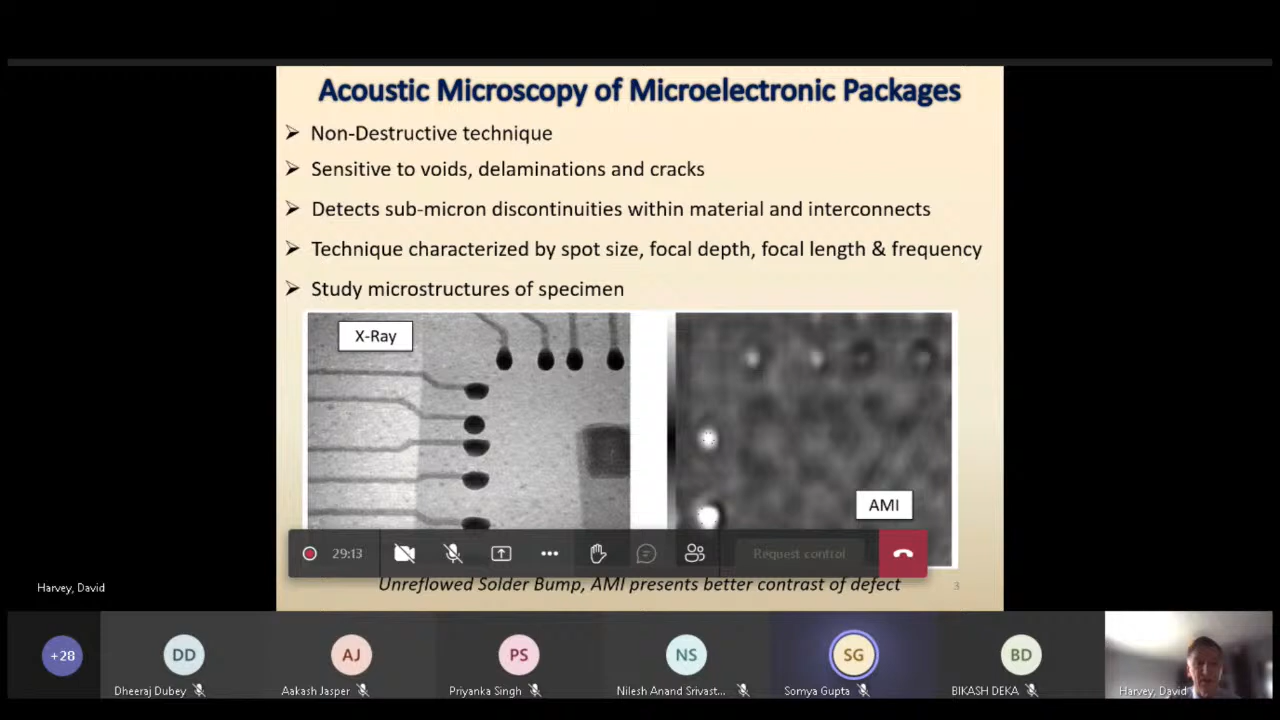 Acoustic Microscopy of Microelectronic Packages
➢ Non-Destructive technique
➢ Sensitive to voids, delaminations and cracks
➢ Detects sub-micron discontinuities within material and interconnects
➢ Technique characterized by spot size, focal depth, focal length & frequency
➢ Study microstructures of specimen
X-Ray
AMI
29:13
Request control
Unreflowed Solder Bump, AMI presents better contrast of defect
3
Harvey, David
+28
DD
AJ
PS
NS
SG
BD
Dheeraj Dubey
Aakash Jasper
Priyanka Singh
Nilesh Anand Srivast...
Somya Gupta
BIKASH DEKA
Harvey, David